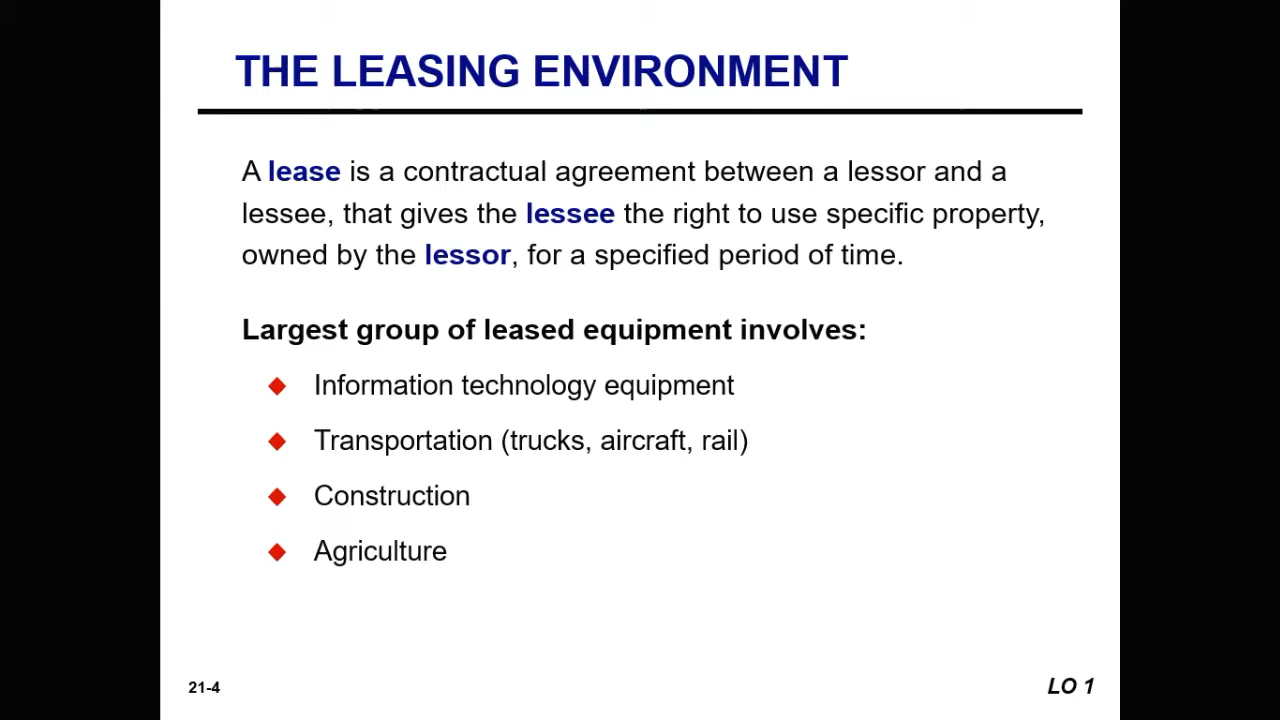 THE LEASING ENVIRONMENT
A lease is a contractual agreement between a lessor and a
lessee, that gives the lessee the right to use specific property,
owned by the lessor, for a specified period of time.
Largest group of leased equipment involves:
Information technology equipment
Transportation (trucks, aircraft, rail)
Construction
Agriculture
21-4
LO 1